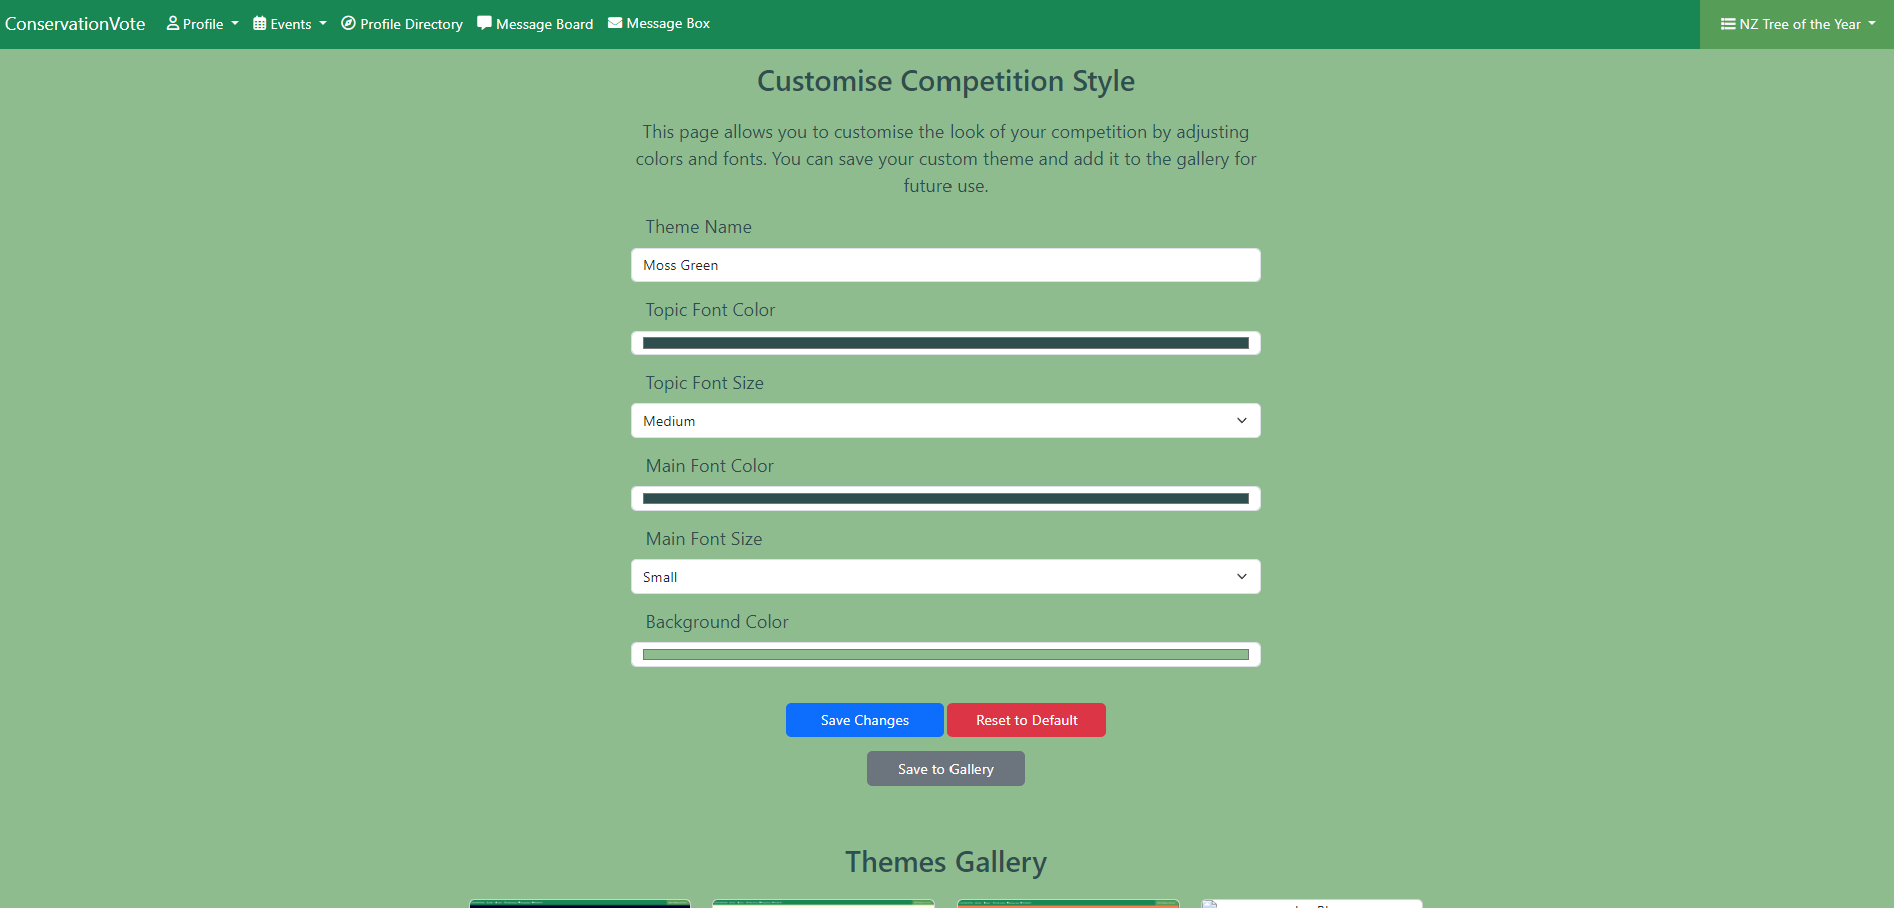 ConservationVote Profile Events Profile Directory Message Board Message Box NZ Tree of the Year
Customise Competition Style
This page allows you to customise the look of your competition by adjusting
colors and fonts. You can save your custom theme and add it to the gallery for
future use.
Theme Name
Moss Green
Topic Font Color
Topic Font Size
Medium
Main Font Color
Main Font Size
Small
Background Color
Save Changes Reset to Default
Save to Gallery
Themes Gallery